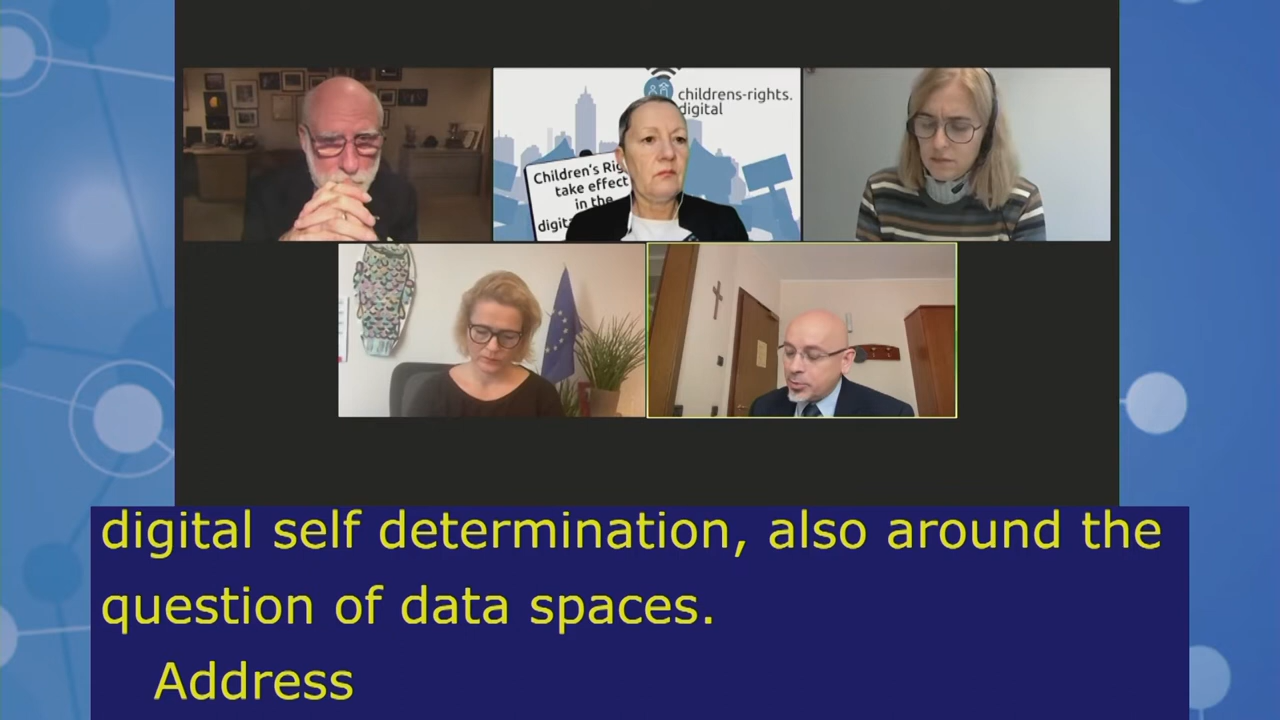 childrens-rights.
digital
Children's Rig
take effect
in the
digita
digital self determination, also around the
question of data spaces.
Address